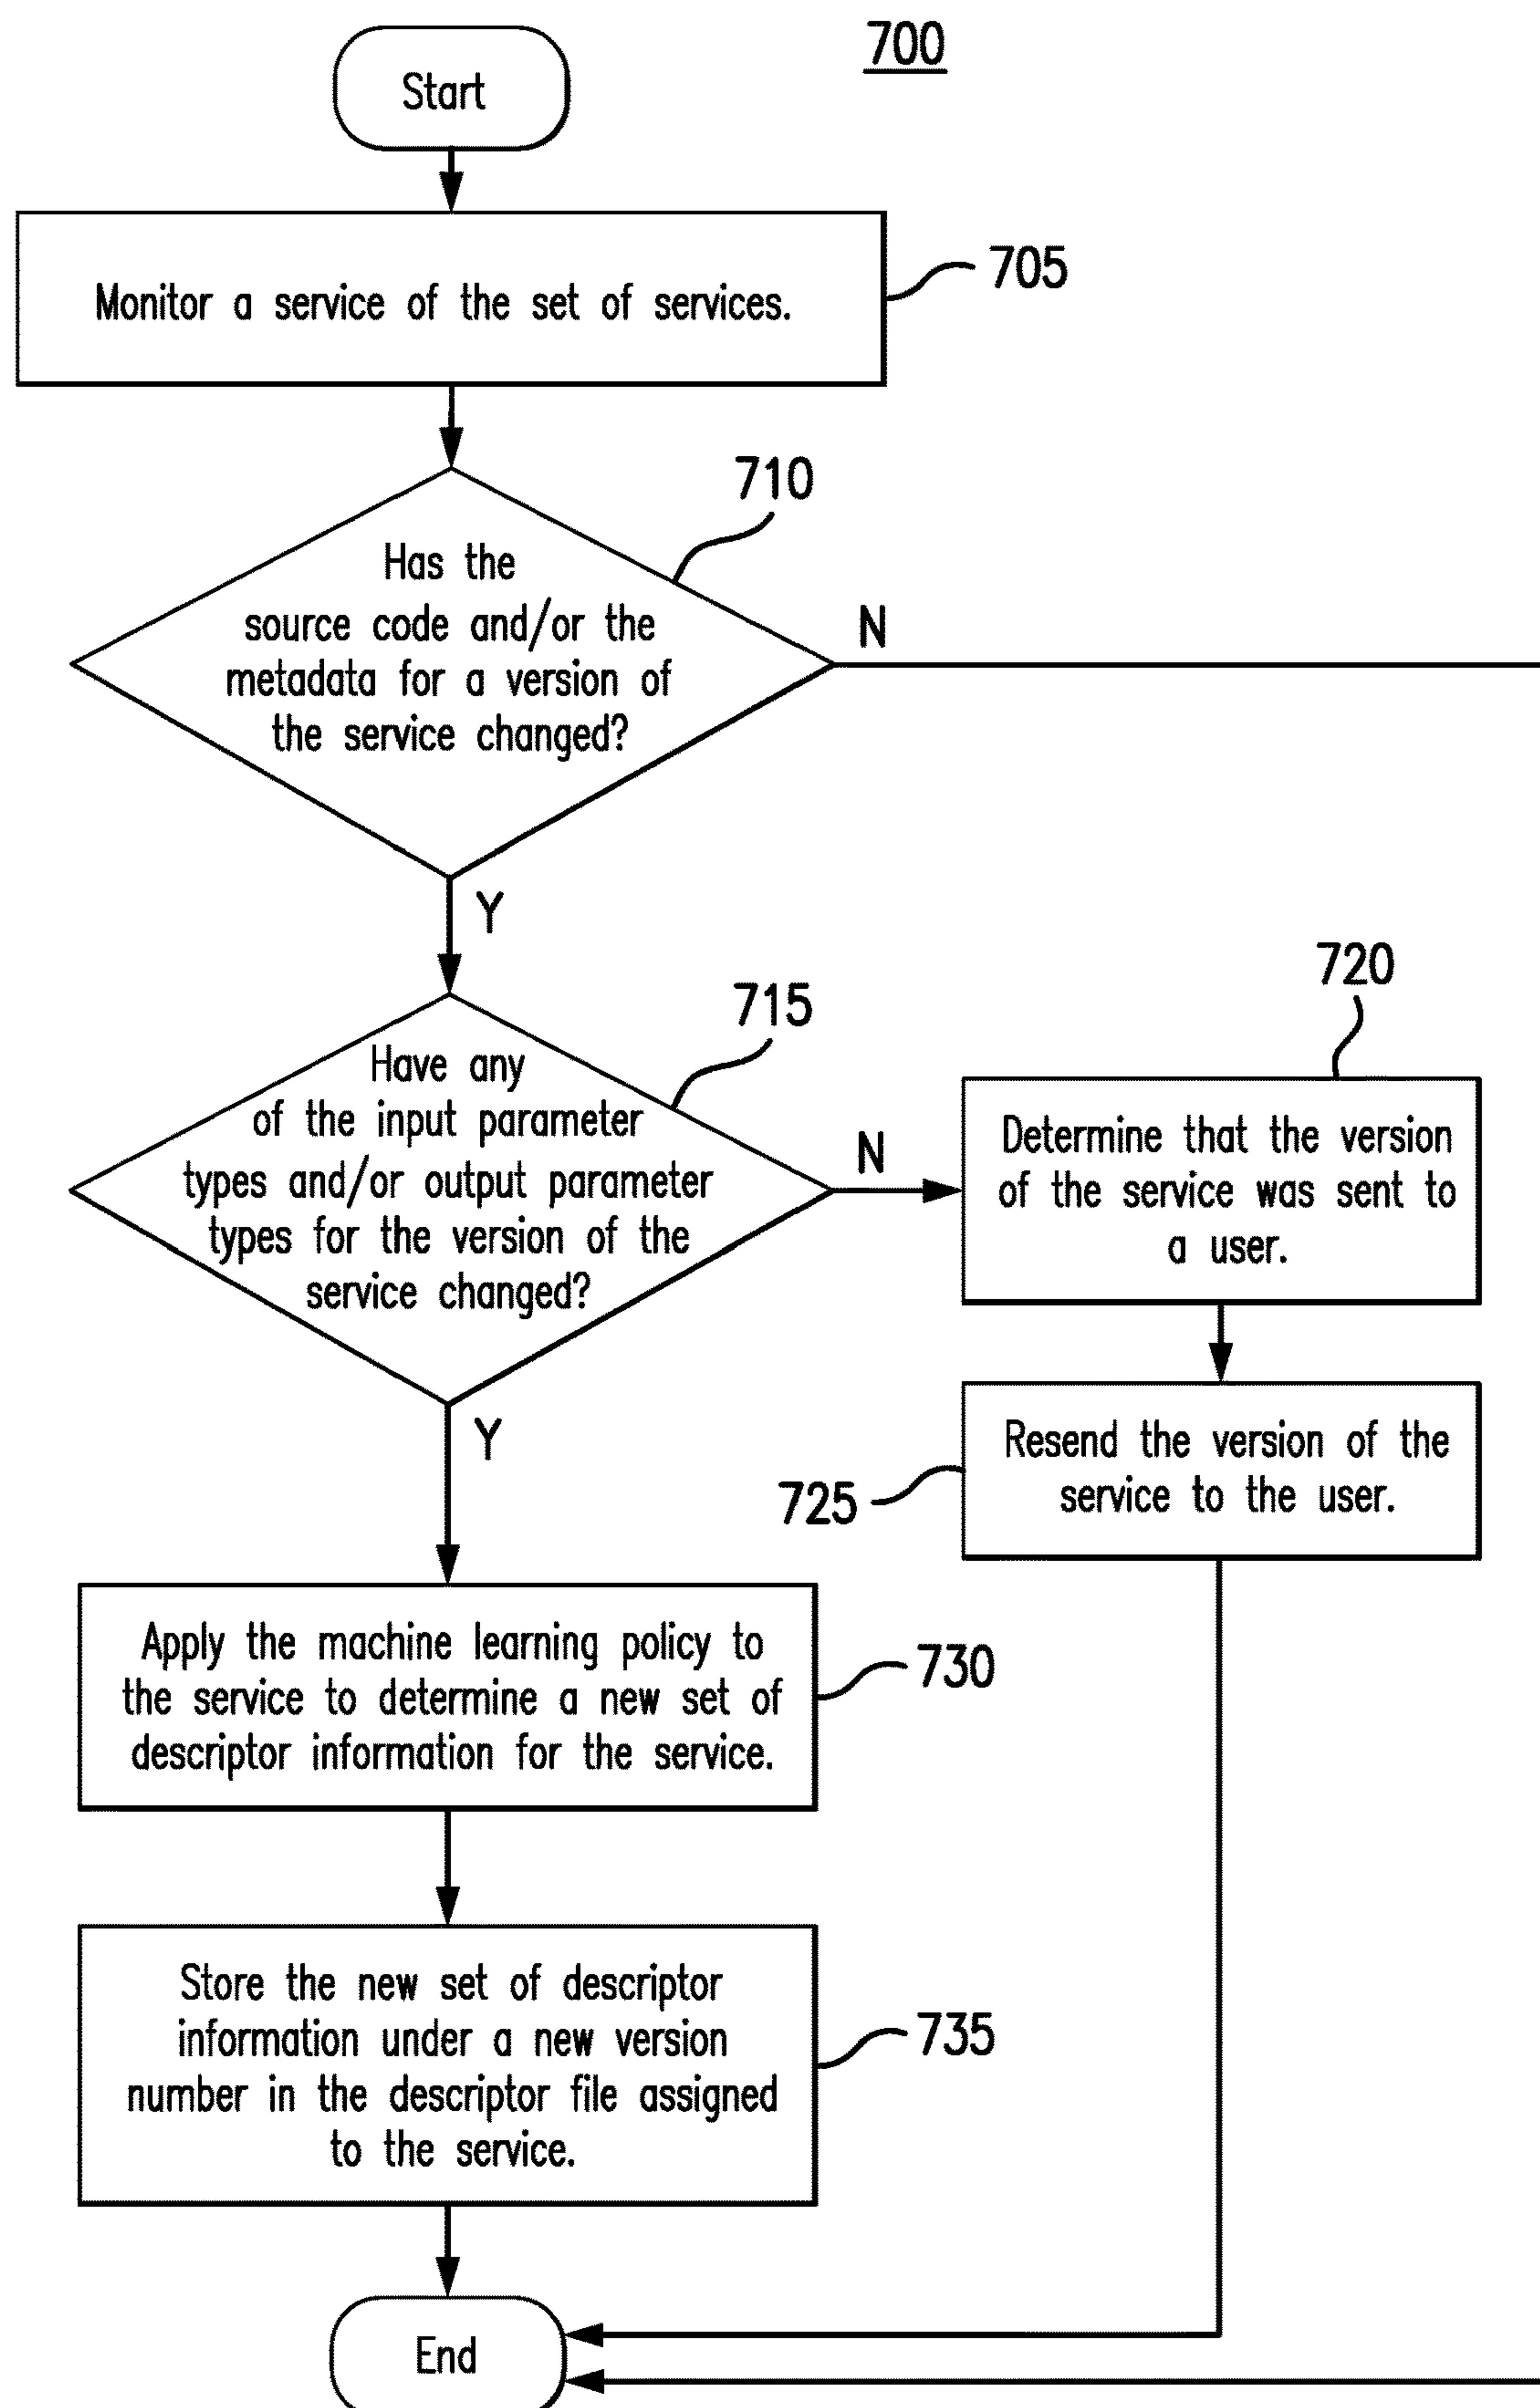 700
Start
Monitor a service of the set of services.
705
710
Has the
source code and/or the
metadata for a version of
the service changed?
N
Y
715
Have any
of the input parameter
types and/or output parameter
types for the version of the
service changed?
N
Y
720
Determine that the version
of the service was sent to
a user.
Resend the version of the
service to the user.
725
Apply the machine learning policy to
the service to determine a new set of
descriptor information for the service.
730
Store the new set of descriptor
information under a new version
number in the descriptor file assigned
to the service.
735
End